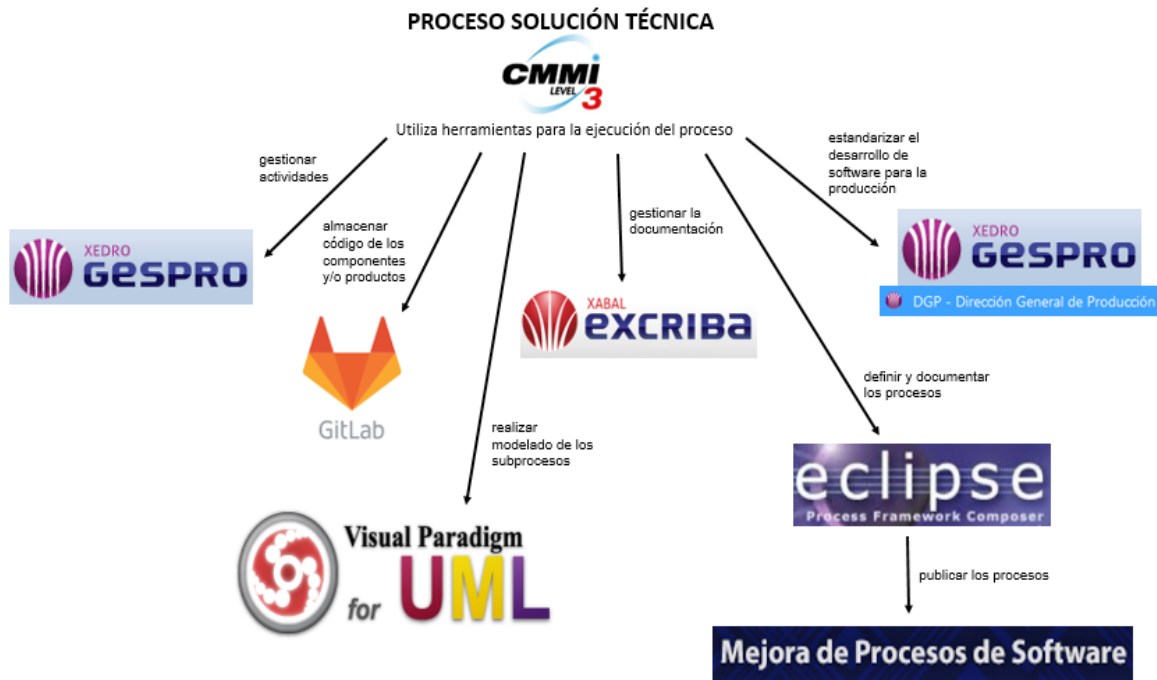 PROCESO SOLUCIÓN TÉCNICA
CMMi
LEVEL 3
Utiliza herramientas para la ejecución del proceso
gestionar
actividades
almacenar
código de los
componentes
y/o productos
gestionar la
documentación
estandarizar el
desarrollo de
software para la
producción
XEDRO
GESPRO
XEDRO
GESPRO
DGP - Dirección General de Producción
XABAL
EXCRIBA
GitLab
definir y documentar
los procesos
realizar
modelado de los
subprocesos
eclipse
Process Framework Composer
Visual Paradigm
for UML
publicar los procesos
Mejora de Procesos de Software